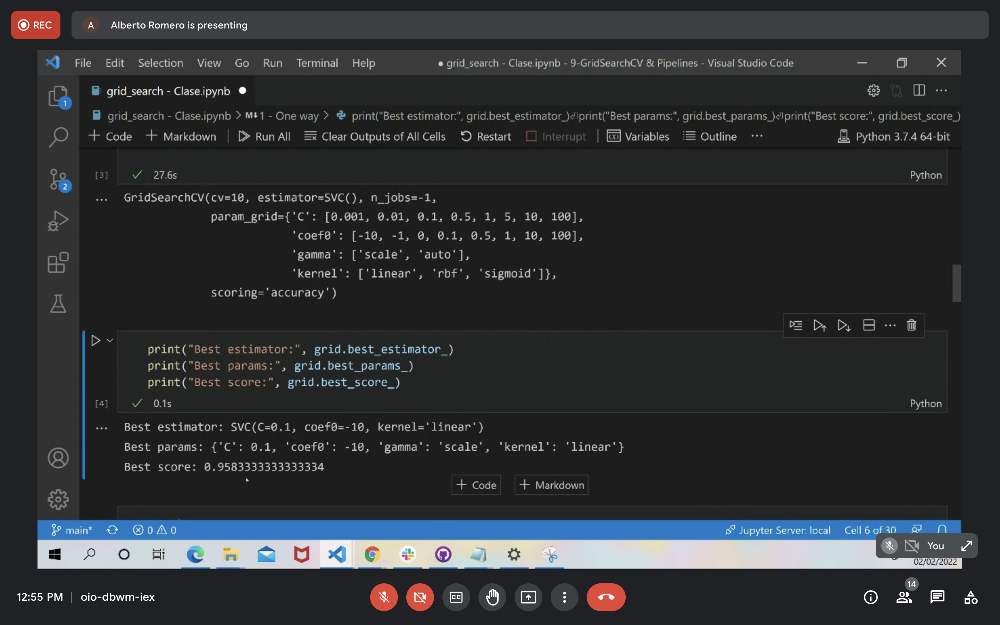 REC
A Alberto Romero is presenting
File Edit Selection View Go Run Terminal Help ● grid_search - Clase.ipynb - 9-GridSearchCV & Pipelines - Visual Studio Code
grid_search - Clase.ipynb
1
grid_search - Clase.ipynb > M↓1 - One way > print("Best estimator:", grid.best_estimator_)⏎print("Best params:", grid.best_params_)⏎print("Best score:", grid.best_score_)
+ Code + Markdown Run All Clear Outputs of All Cells Restart Interrupt (x) Variables Outline ... Python 3.7.4 64-bit
[3] ✓ 27.6s Python
2
... GridSearchCV(cv=10, estimator=SVC(), n_jobs=-1,
param_grid={'C': [0.001, 0.01, 0.1, 0.5, 1, 5, 10, 100],
'coef0': [-10, -1, 0, 0.1, 0.5, 1, 10, 100],
'gamma': ['scale', 'auto'],
'kernel': ['linear', 'rbf', 'sigmoid']},
scoring='accuracy')
print("Best estimator:", grid.best_estimator_)
print("Best params:", grid.best_params_)
print("Best score:", grid.best_score_)
[4] ✓ 0.1s Python
... Best estimator: SVC(C=0.1, coef0=-10, kernel='linear')
Best params: {'C': 0.1, 'coef0': -10, 'gamma': 'scale', 'kernel': 'linear'}
Best score: 0.9583333333333334
+ Code + Markdown
main* 0 0 Jupyter Server: local Cell 6 of 30
You
02/02/2022
14
12:55 PM | oio-dbwm-iex CC